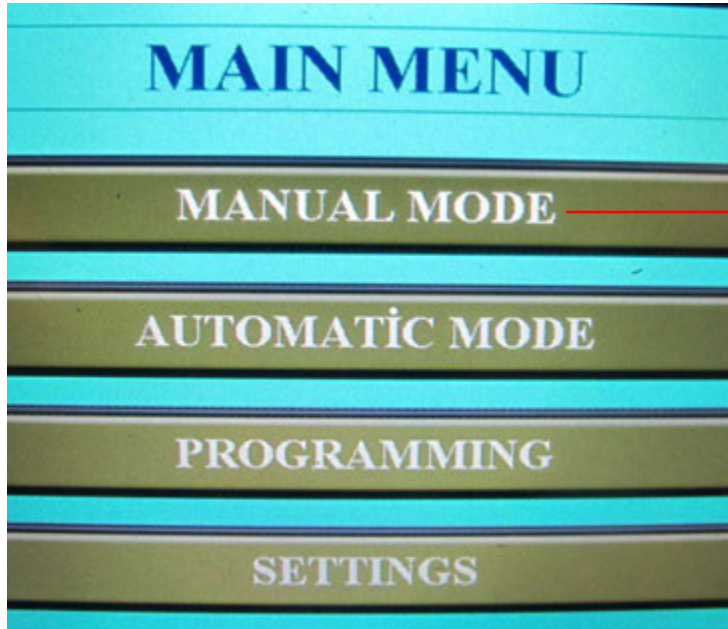 MAIN MENU
MANUAL MODE
AUTOMATİC MODE
PROGRAMMING
SETTINGS